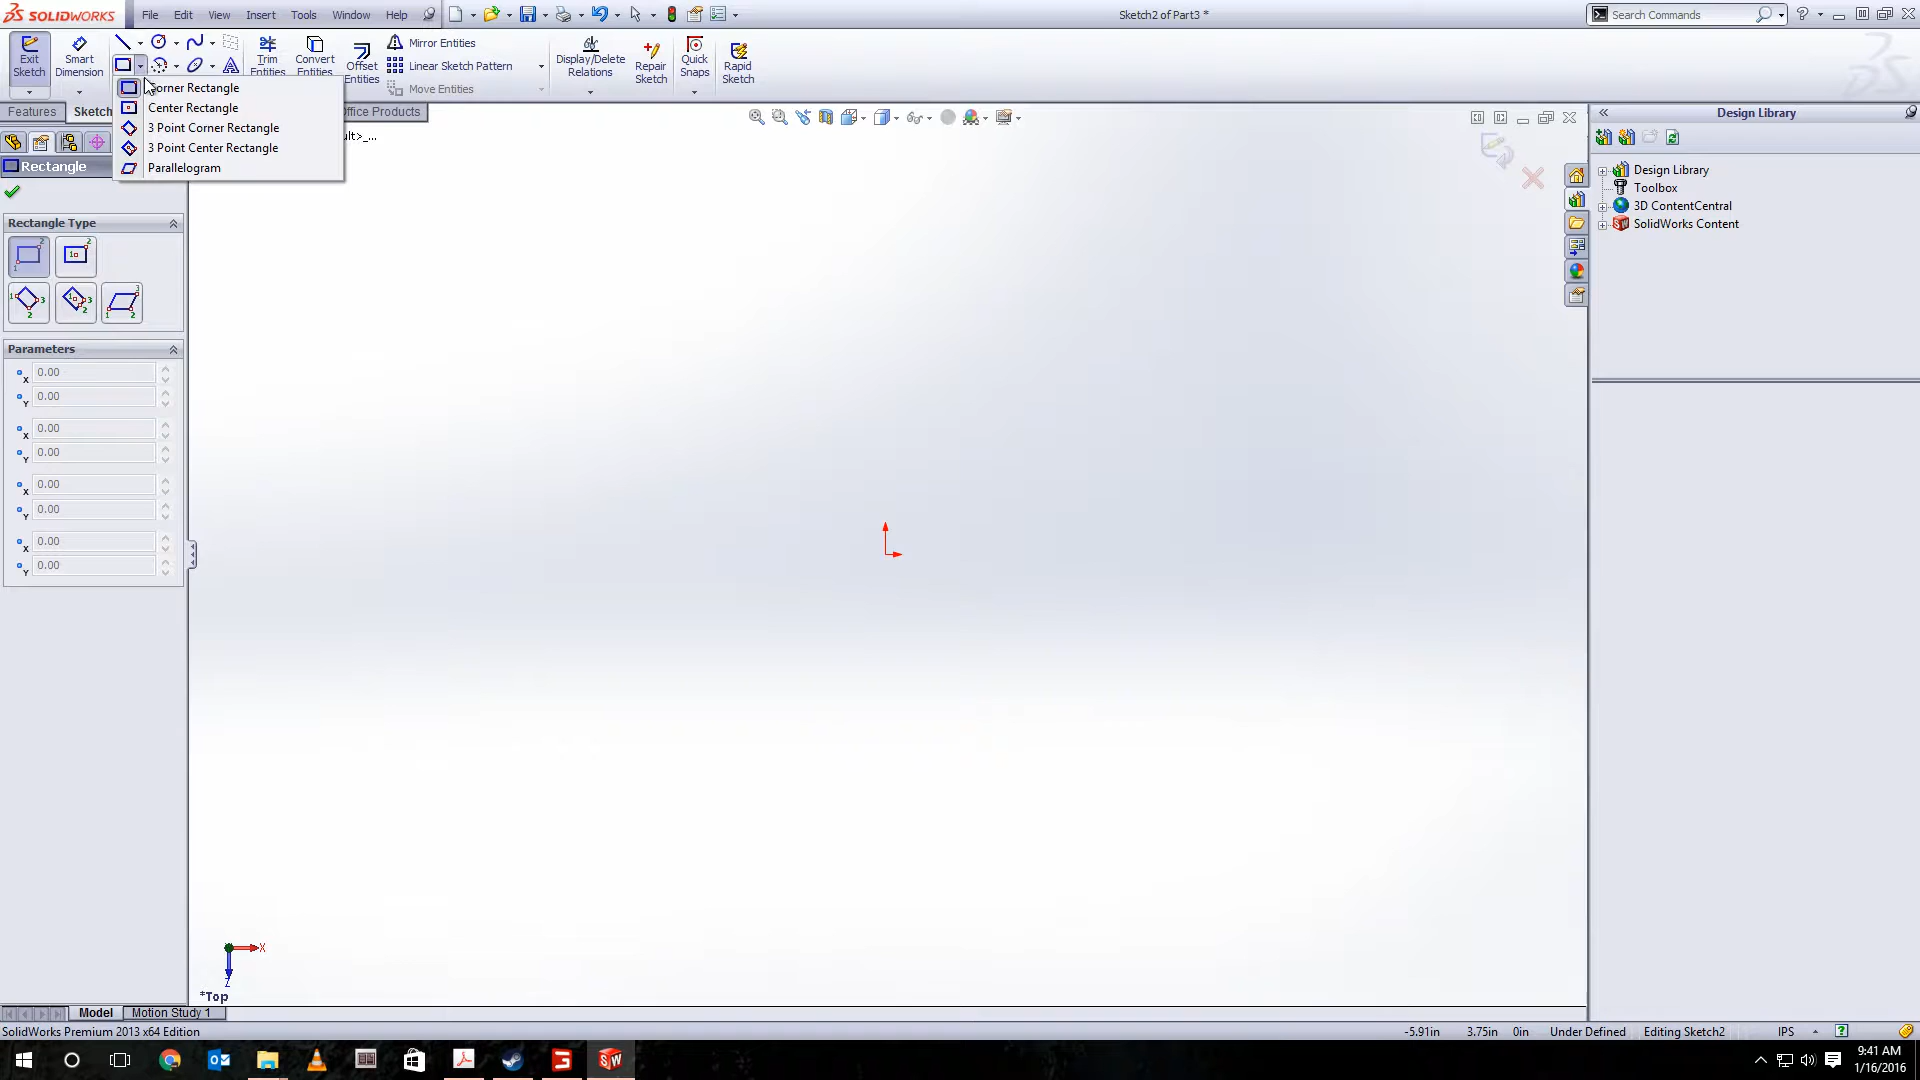 SOLIDWORKS File Edit View Insert Tools Window Help Sketch2 of Part3 * Search Commands
Exit Sketch
Smart Dimension
Trim Entities
Convert Entities
Offset Entities
Mirror Entities
Linear Sketch Pattern
Move Entities
Display/Delete Relations
Repair Sketch
Quick Snaps
Rapid Sketch
orner Rectangle
Center Rectangle
3 Point Corner Rectangle
3 Point Center Rectangle
Parallelogram
Features Sketch ffice Products
ult>_...
Rectangle
Rectangle Type
Parameters
X 0.00
Y 0.00
X 0.00
Y 0.00
X 0.00
Y 0.00
X 0.00
Y 0.00
Design Library
Design Library
Toolbox
3D ContentCentral
SolidWorks Content
X
Z
*Top
Model Motion Study 1
SolidWorks Premium 2013 x64 Edition -5.91in 3.75in 0in Under Defined Editing Sketch2 IPS
9:41 AM
1/16/2016